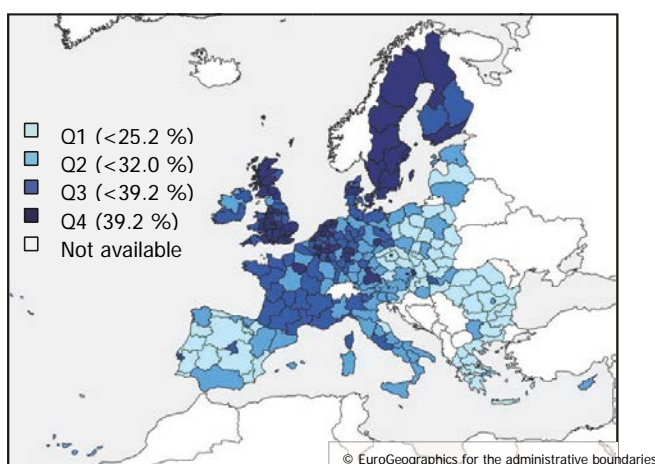 Q1 (<25.2 %)
Q2 (<32.0 %)
Q3 (<39.2 %)
Q4 (39.2 %)
Not available
© EuroGeographics for the administrative boundaries